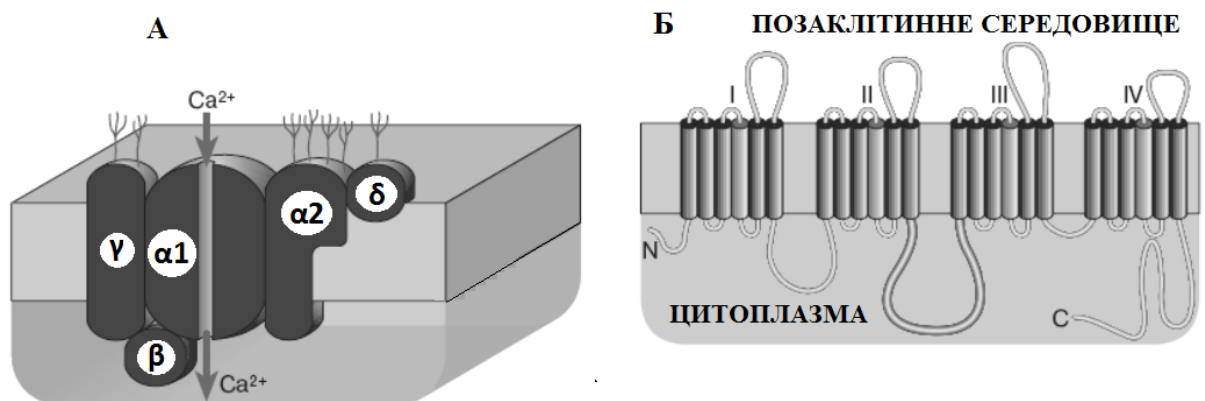 А
Ca²⁺
γ
α1
α2
δ
β
Ca²⁺
Б
ПОЗАКЛІТИННЕ СЕРЕДОВИЩЕ
I
II
III
IV
N
ЦИТОПЛАЗМА
C